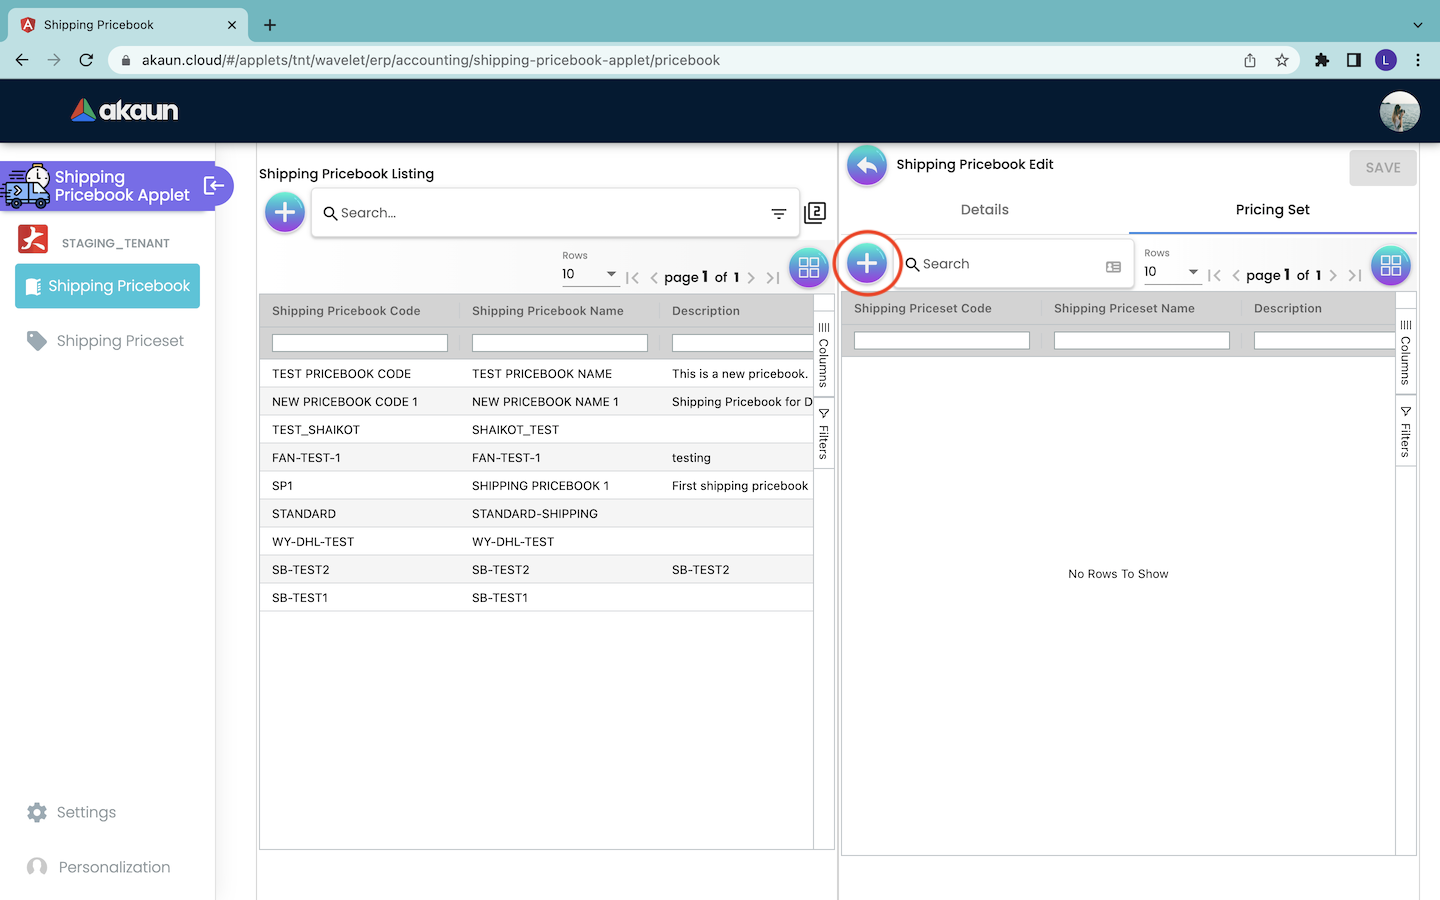 Shipping Pricebook
akaun.cloud/#/applets/tnt/wavelet/erp/accounting/shipping-pricebook-applet/pricebook
L
akaun
Shipping
Pricebook Applet
STAGING_TENANT
Shipping Pricebook
Shipping Priceset
Settings
Personalization
Shipping Pricebook Listing
Search...
2
Rows
10
page 1 of 1
Shipping Pricebook Code Shipping Pricebook Name Description
TEST PRICEBOOK CODE TEST PRICEBOOK NAME This is a new pricebook.
NEW PRICEBOOK CODE 1 NEW PRICEBOOK NAME 1 Shipping Pricebook for D
TEST_SHAIKOT SHAIKOT_TEST
FAN-TEST-1 FAN-TEST-1 testing
SP1 SHIPPING PRICEBOOK 1 First shipping pricebook
STANDARD STANDARD-SHIPPING
WY-DHL-TEST WY-DHL-TEST
SB-TEST2 SB-TEST2 SB-TEST2
SB-TEST1 SB-TEST1
Columns
Filters
Shipping Pricebook Edit
SAVE
Details Pricing Set
Search
Rows
10
page 1 of 1
Shipping Priceset Code Shipping Priceset Name Description
No Rows To Show
Columns
Filters